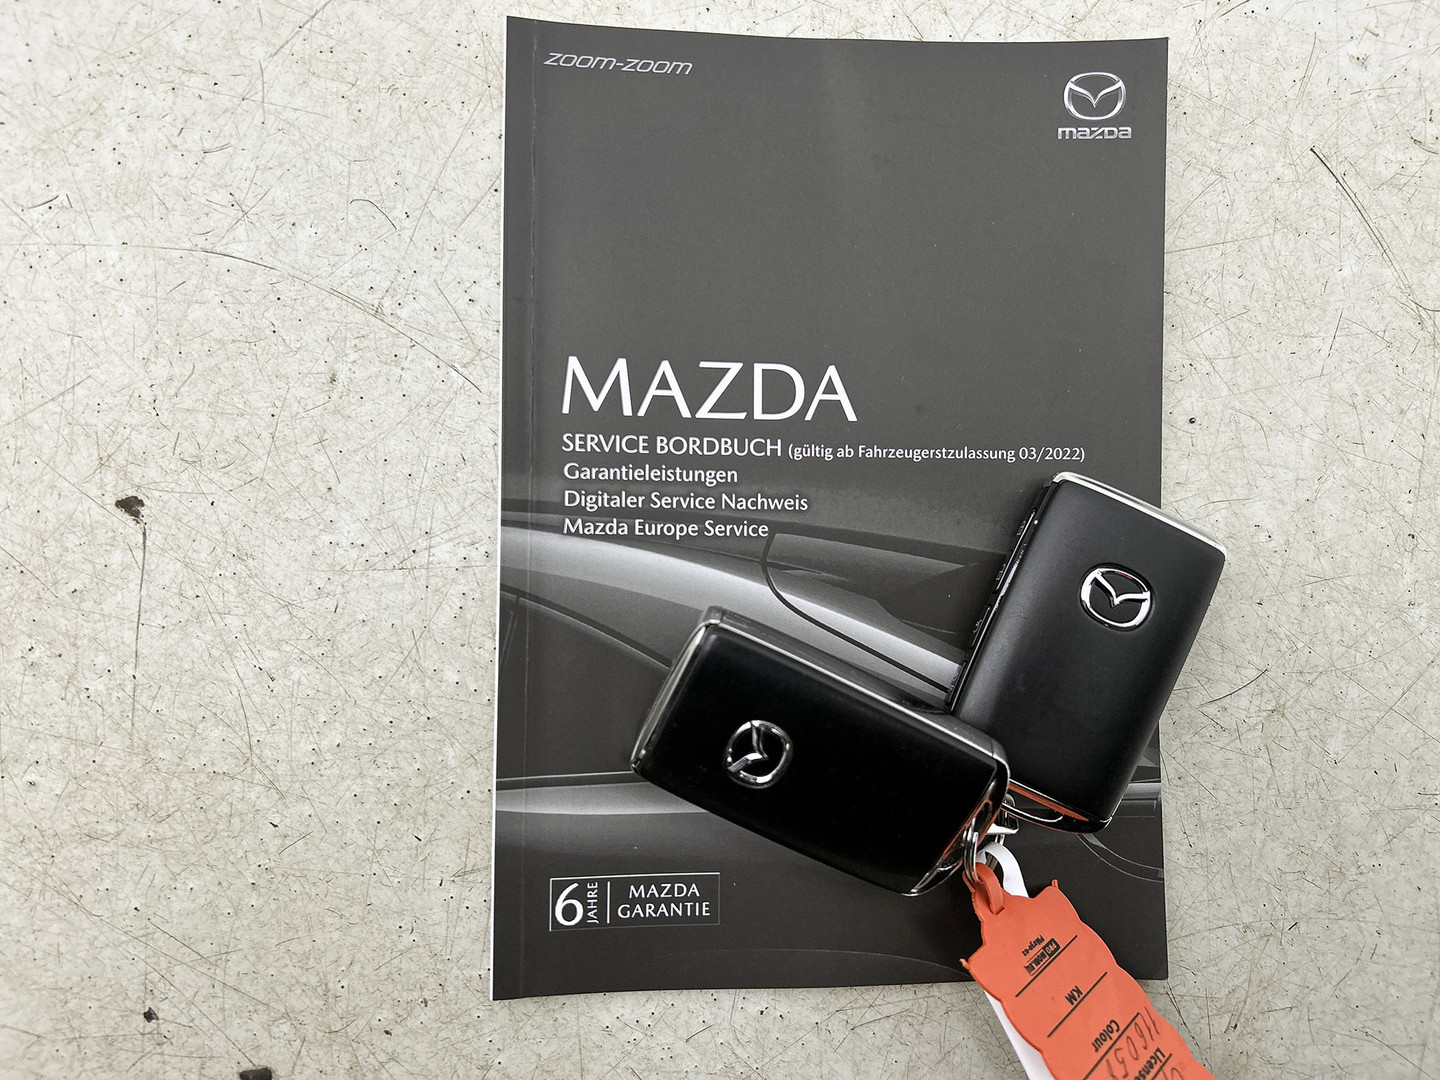 zoom-zoom
mazda
MAZDA
SERVICE BORDBUCH (gültig ab Fahrzeugerstzulassung 03/2022)
Garantieleistungen
Digitaler Service Nachweis
Mazda Europe Service
6 JAHRE MAZDA GARANTIE
KM
Colour